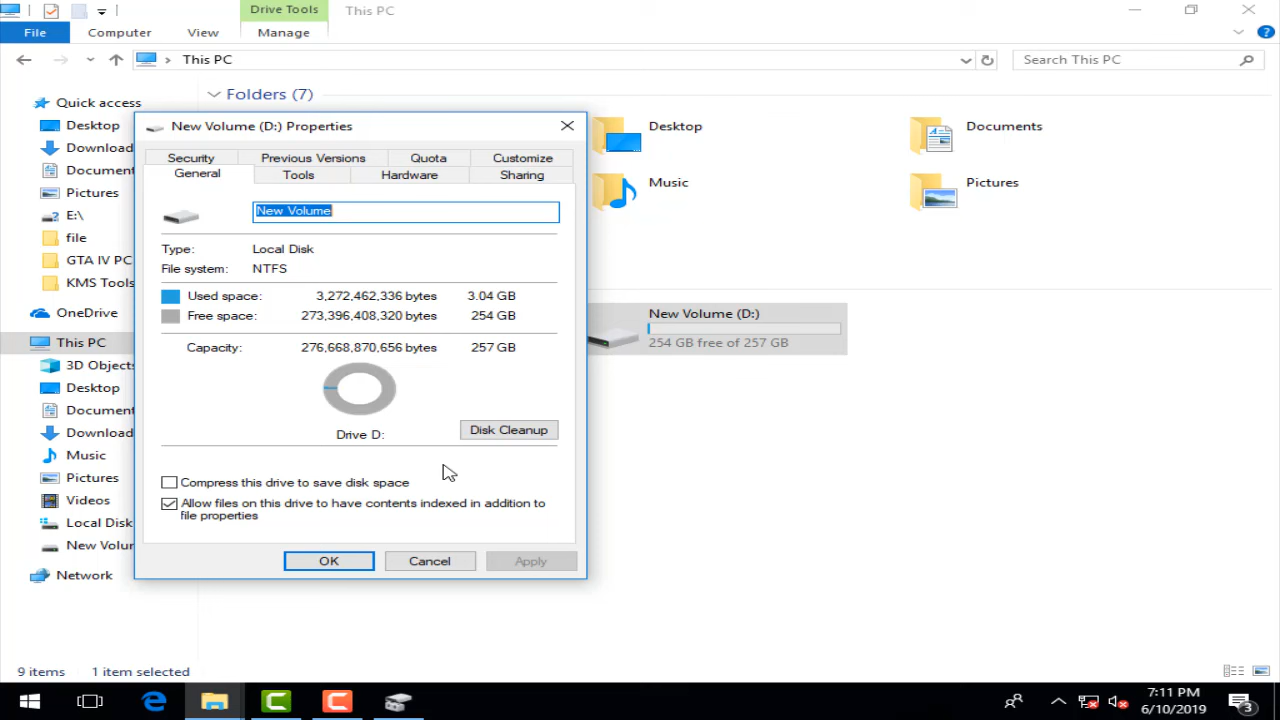 Drive Tools
This PC
File
Computer
View
Manage
This PC
Search This PC
Quick access
Desktop
Download
Document
Pictures
E:\
file
GTA IV PC
KMS Tools
OneDrive
This PC
3D Objects
Desktop
Document
Download
Music
Pictures
Videos
Local Disk
New Volur
Network
Folders (7)
Desktop
Documents
Music
Pictures
New Volume (D:)
254 GB free of 257 GB
New Volume (D:) Properties
Security
Previous Versions
Quota
Customize
General
Tools
Hardware
Sharing
New Volume
Type: Local Disk
File system: NTFS
Used space: 3,272,462,336 bytes 3.04 GB
Free space: 273,396,408,320 bytes 254 GB
Capacity: 276,668,870,656 bytes 257 GB
Drive D:
Disk Cleanup
Compress this drive to save disk space
Allow files on this drive to have contents indexed in addition to
file properties
OK
Cancel
Apply
9 items
1 item selected
7:11 PM
6/10/2019
3